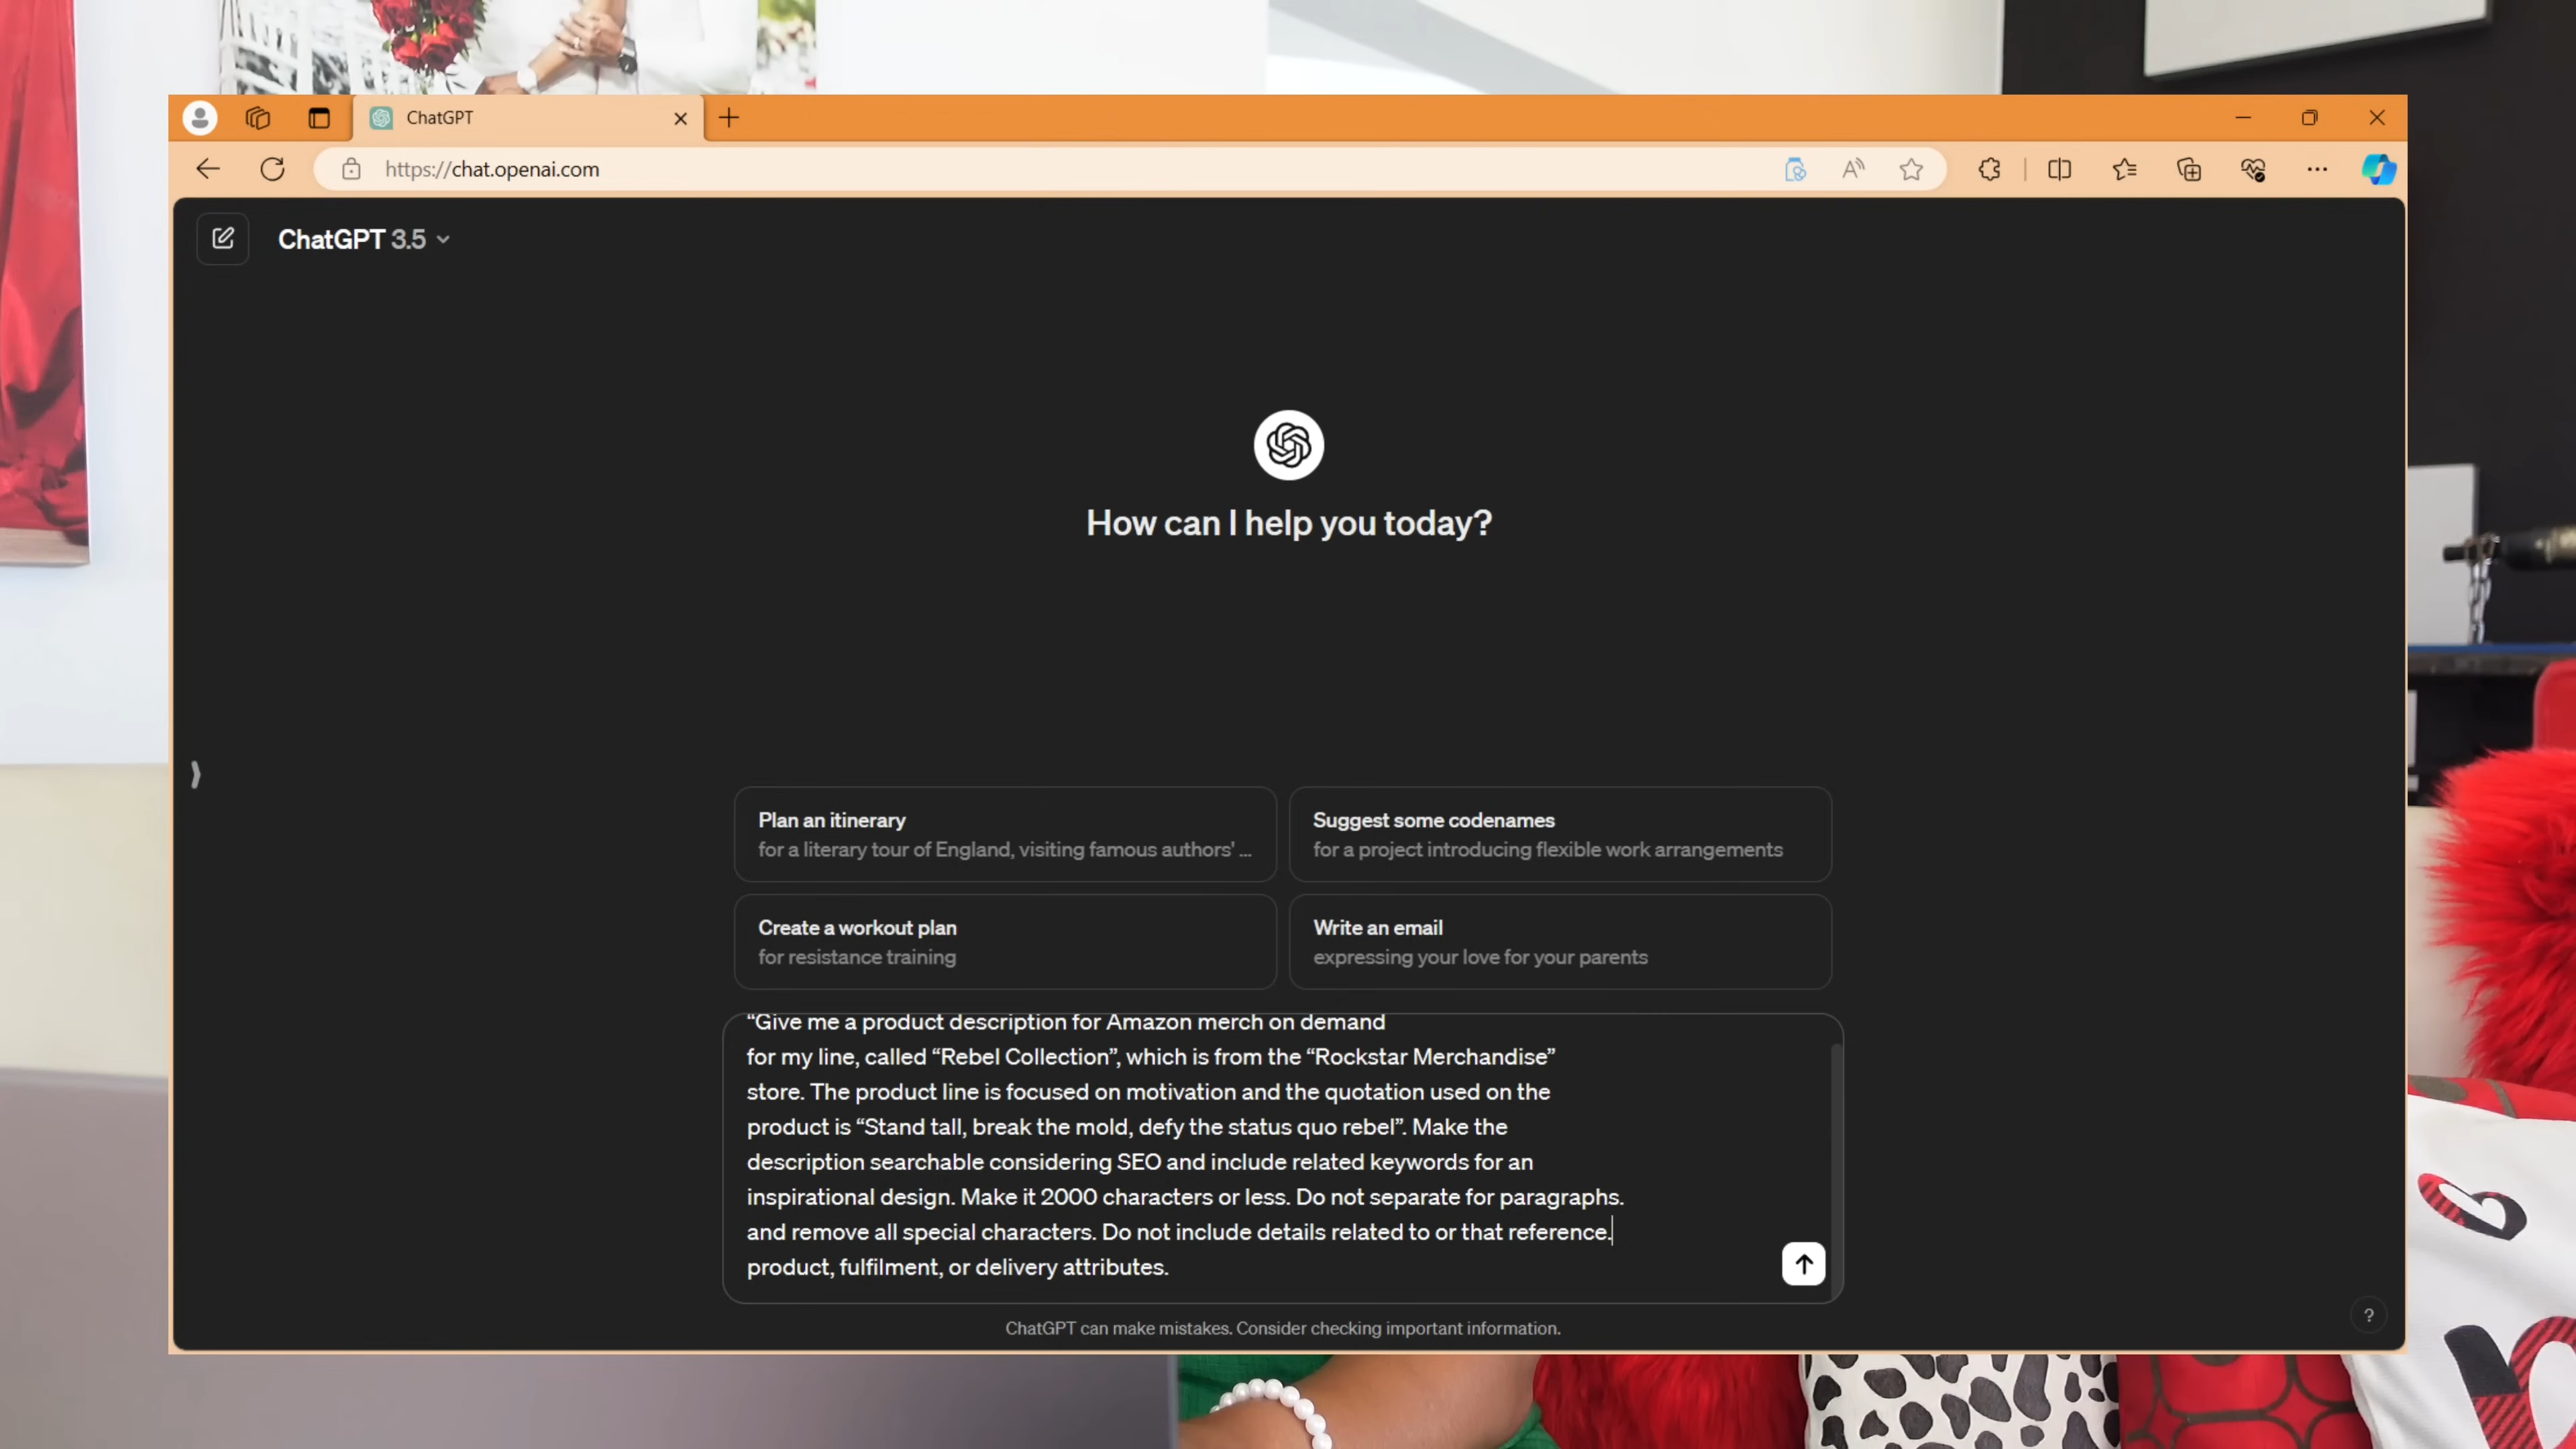 ChatGPT
https://chat.openai.com
ChatGPT 3.5
How can I help you today?
Plan an itinerary
for a literary tour of England, visiting famous authors' ...
Suggest some codenames
for a project introducing flexible work arrangements
Create a workout plan
for resistance training
Write an email
expressing your love for your parents
“Give me a product description for Amazon merch on demand
for my line, called “Rebel Collection”, which is from the “Rockstar Merchandise”
store. The product line is focused on motivation and the quotation used on the
product is “Stand tall, break the mold, defy the status quo rebel”. Make the
description searchable considering SEO and include related keywords for an
inspirational design. Make it 2000 characters or less. Do not separate for paragraphs.
and remove all special characters. Do not include details related to or that reference.
product, fulfilment, or delivery attributes.
ChatGPT can make mistakes. Consider checking important information.
?